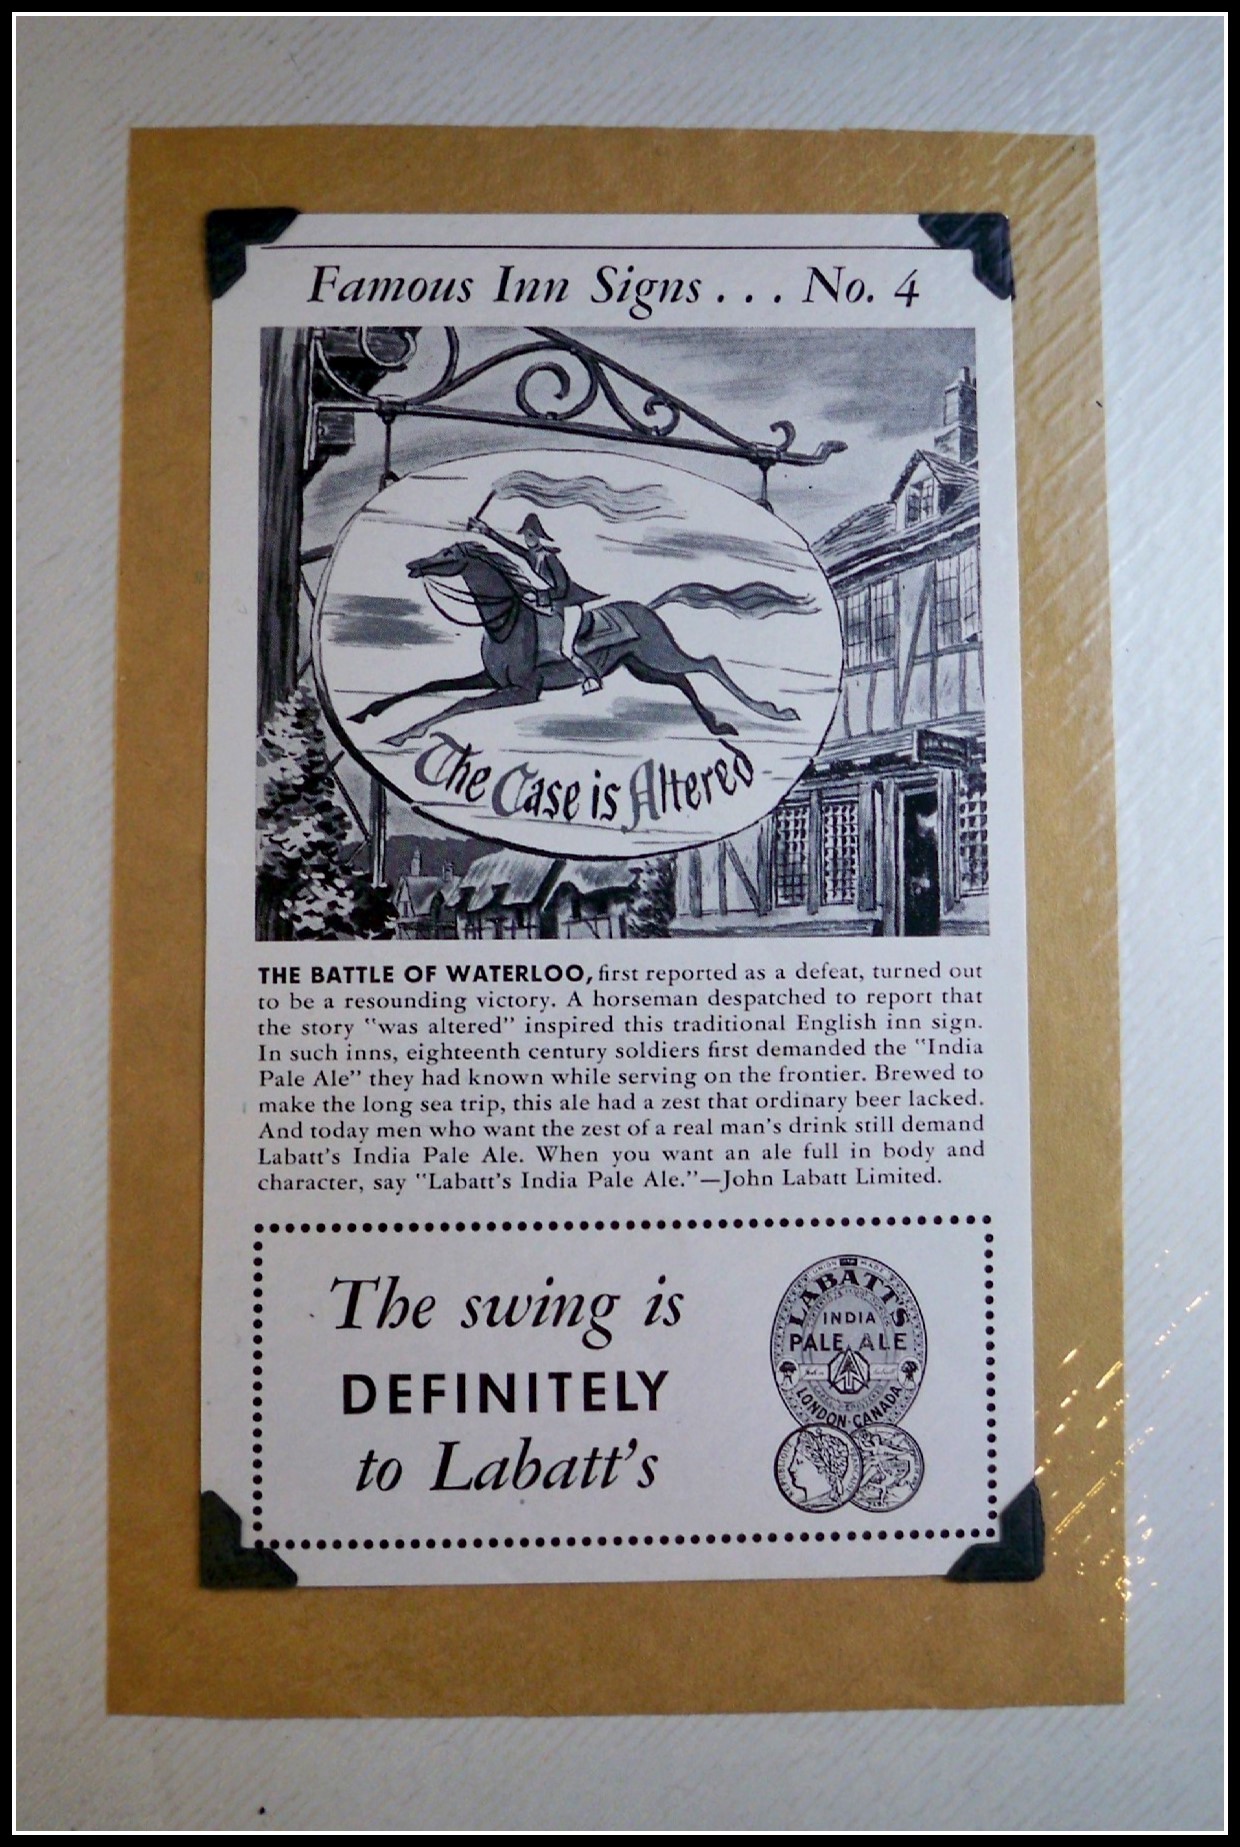 Famous Inn Signs . . . No. 4
The Case is Altered
THE BATTLE OF WATERLOO, first reported as a defeat, turned out
to be a resounding victory. A horseman despatched to report that
the story "was altered" inspired this traditional English inn sign.
In such inns, eighteenth century soldiers first demanded the "India
Pale Ale" they had known while serving on the frontier. Brewed to
make the long sea trip, this ale had a zest that ordinary beer lacked.
And today men who want the zest of a real man's drink still demand
Labatt's India Pale Ale. When you want an ale full in body and
character, say "Labatt's India Pale Ale."—John Labatt Limited.
The swing is
DEFINITELY
to Labatt's
UNION MADE
LABATT'S
INDIA
PALE ALE
LONDON-CANADA